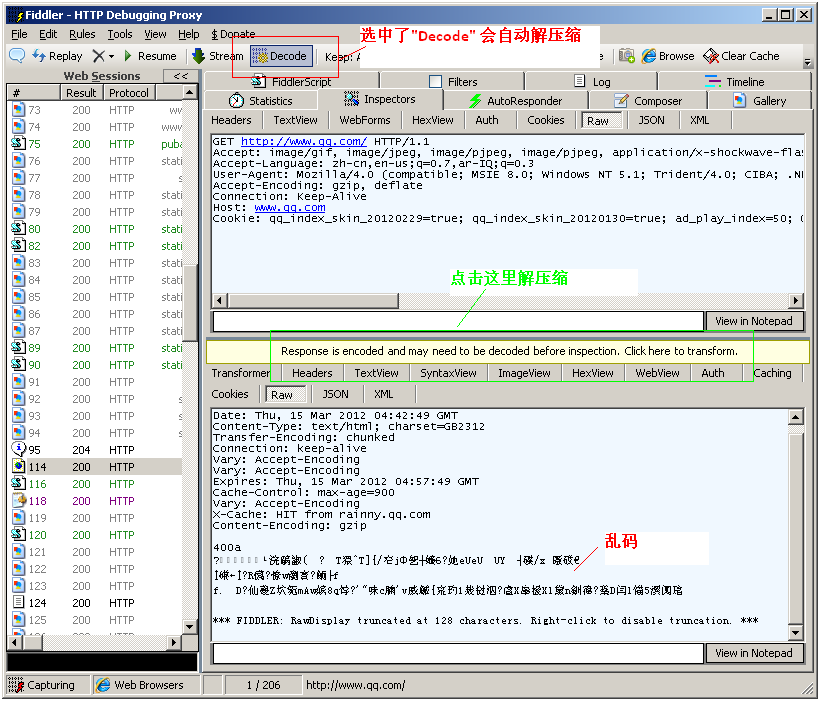 Fiddler - HTTP Debugging Proxy
File Edit Rules Tools View Help $ Donate
Replay Resume Stream Decode Keep: A e Browse Clear Cache
选中了"Decode" 会自动解压缩
Web Sessions <<
# Result Protocol
73 200 HTTP ww
74 200 HTTP www
75 200 HTTP puba
76 200 HTTP stati
77 200 HTTP s
78 200 HTTP stati
79 200 HTTP stati
80 200 HTTP stati
82 200 HTTP stati
83 200 HTTP stati
84 200 HTTP stati
85 200 HTTP stati
86 200 HTTP stati
87 200 HTTP stati
89 200 HTTP stati
90 200 HTTP stati
91 200 HTTP s
92 200 HTTP s
93 200 HTTP s
94 200 HTTP s
95 204 HTTP
114 200 HTTP
116 200 HTTP
118 200 HTTP
119 200 HTTP
120 200 HTTP
121 200 HTTP
122 200 HTTP
123 200 HTTP
124 200 HTTP
125 200 HTTP
FiddlerScript Filters Log Timeline
Statistics Inspectors AutoResponder Composer Gallery
Headers TextView WebForms HexView Auth Cookies Raw JSON XML
GET http://www.qq.com/ HTTP/1.1
Accept: image/gif, image/jpeg, image/pjpeg, image/pjpeg, application/x-shockwave-flas
Accept-Language: zh-cn,en-us;q=0.7,ar-IQ;q=0.3
User-Agent: Mozilla/4.0 (compatible; MSIE 8.0; Windows NT 5.1; Trident/4.0; CIBA; .NE
Accept-Encoding: gzip, deflate
Connection: Keep-Alive
Host: www.qq.com
Cookie: qq_index_skin_20120229=true; qq_index_skin_20120130=true; ad_play_index=50;
点击这里解压缩
View in Notepad
Response is encoded and may need to be decoded before inspection. Click here to transform.
Transformer Headers TextView SyntaxView ImageView HexView WebView Auth Caching
Cookies Raw JSON XML
Date: Thu, 15 Mar 2012 04:42:49 GMT
Content-Type: text/html; charset=GB2312
Transfer-Encoding: chunked
Connection: keep-alive
Vary: Accept-Encoding
Vary: Accept-Encoding
Expires: Thu, 15 Mar 2012 04:57:49 GMT
Cache-Control: max-age=900
Vary: Accept-Encoding
X-Cache: HIT from rainny.qq.com
Content-Encoding: gzip
400a
乱码
*** FIDDLER: RawDisplay truncated at 128 characters. Right-click to disable truncation. ***
View in Notepad
Capturing Web Browsers 1 / 206 http://www.qq.com/